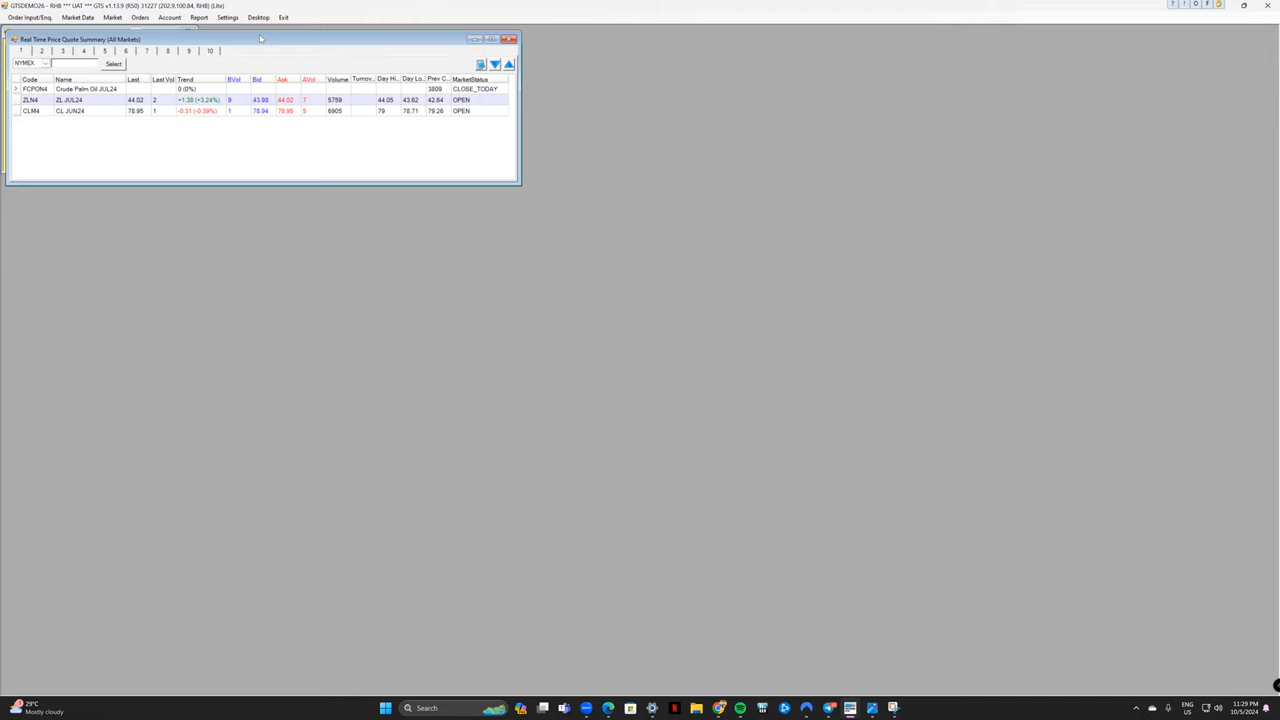 GTSDEMO26 - RHB *** UAT *** GTS v1.13.9 (R50) 31227 (202.9.100.84, RHB) (Lite)
Order Input/Enq. Market Data Market Orders Account Report Settings Desktop Exit
Real Time Price Quote Summary (All Markets)
1 2 3 4 5 6 7 8 9 10
NYMEX Select
Code Name Last Last Vol Trend BVol Bid Ask AVol Volume Turnov... Day Hi... Day Lo... Prev C... MarketStatus
FCPON4 Crude Palm Oil JUL24 0 (0%) 3809 CLOSE_TODAY
ZLN4 ZL JUL24 44.02 2 +1.38 (+3.24%) 9 43.98 44.02 7 5759 44.05 43.62 42.64 OPEN
CLM4 CL JUN24 78.95 1 -0.31 (-0.39%) 1 78.94 78.95 5 6905 79 78.71 79.26 OPEN
29°C
Mostly cloudy
Search
ENG
US
11:29 PM
10/5/2024